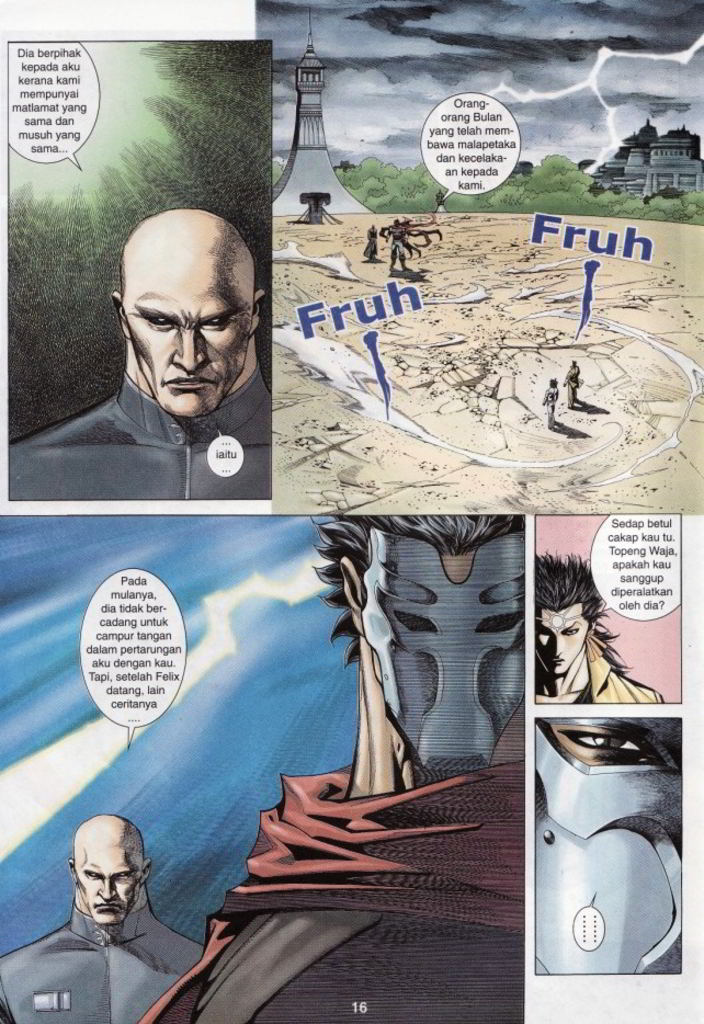 Dia berpihak
kepada aku
kerana kami
mempunyai
matlamat yang
sama dan
musuh yang
sama...
...
iaitu
...
Orang-
orang Bulan
yang telah mem-
bawa malapetaka
dan kecelaka-
an kepada
kami.
Fruh
Fruh
Pada
mulanya,
dia tidak ber-
cadang untuk
campur tangan
dalam pertarungan
aku dengan kau.
Tapi, setelah Felix
datang, lain
ceritanya
....
Sedap betul
cakap kau tu.
Topeng Waja,
apakah kau
sanggup
diperalatkan
oleh dia?
16